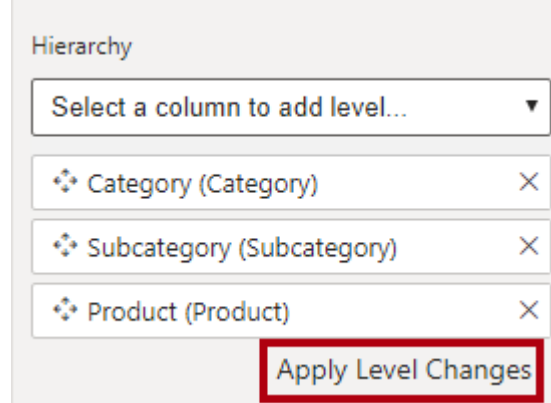 Hierarchy
Select a column to add level...
Category (Category)
Subcategory (Subcategory)
Product (Product)
Apply Level Changes